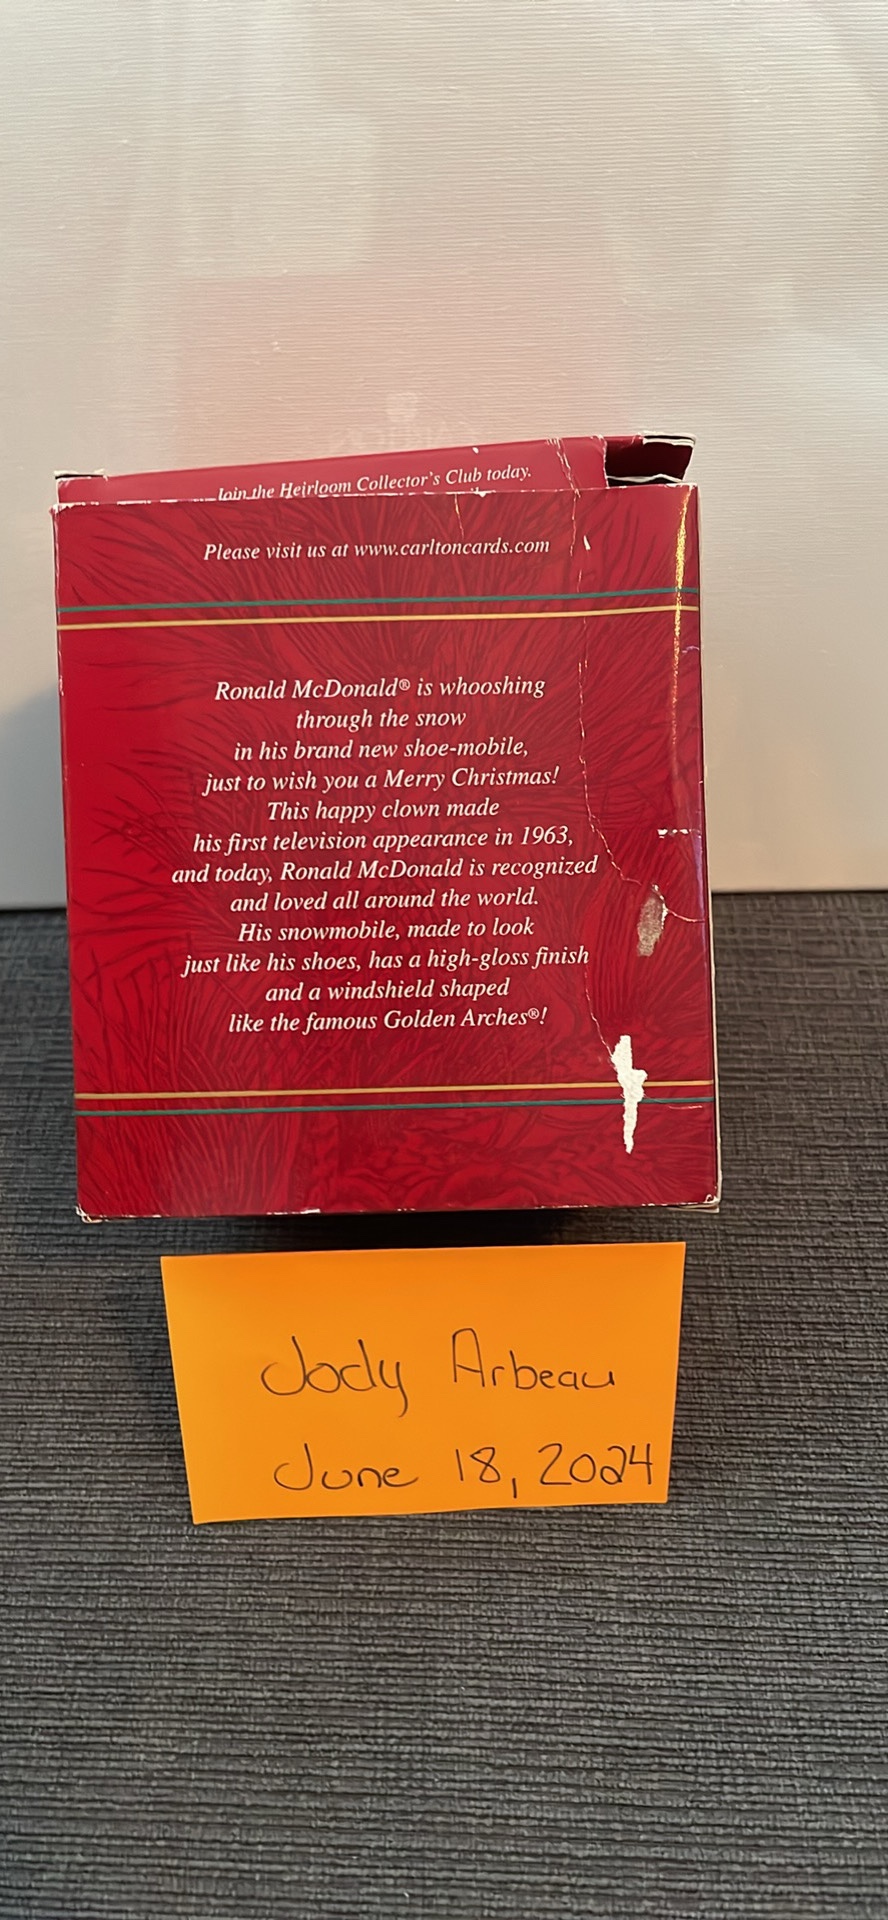 Join the Heirloom Collector's Club today.
Please visit us at www.carltoncards.com
Ronald McDonald® is whooshing
through the snow
in his brand new shoe-mobile,
just to wish you a Merry Christmas!
This happy clown made
his first television appearance in 1963,
and today, Ronald McDonald is recognized
and loved all around the world.
His snowmobile, made to look
just like his shoes, has a high-gloss finish
and a windshield shaped
like the famous Golden Arches®!
Jody Arbeau
June 18, 2024